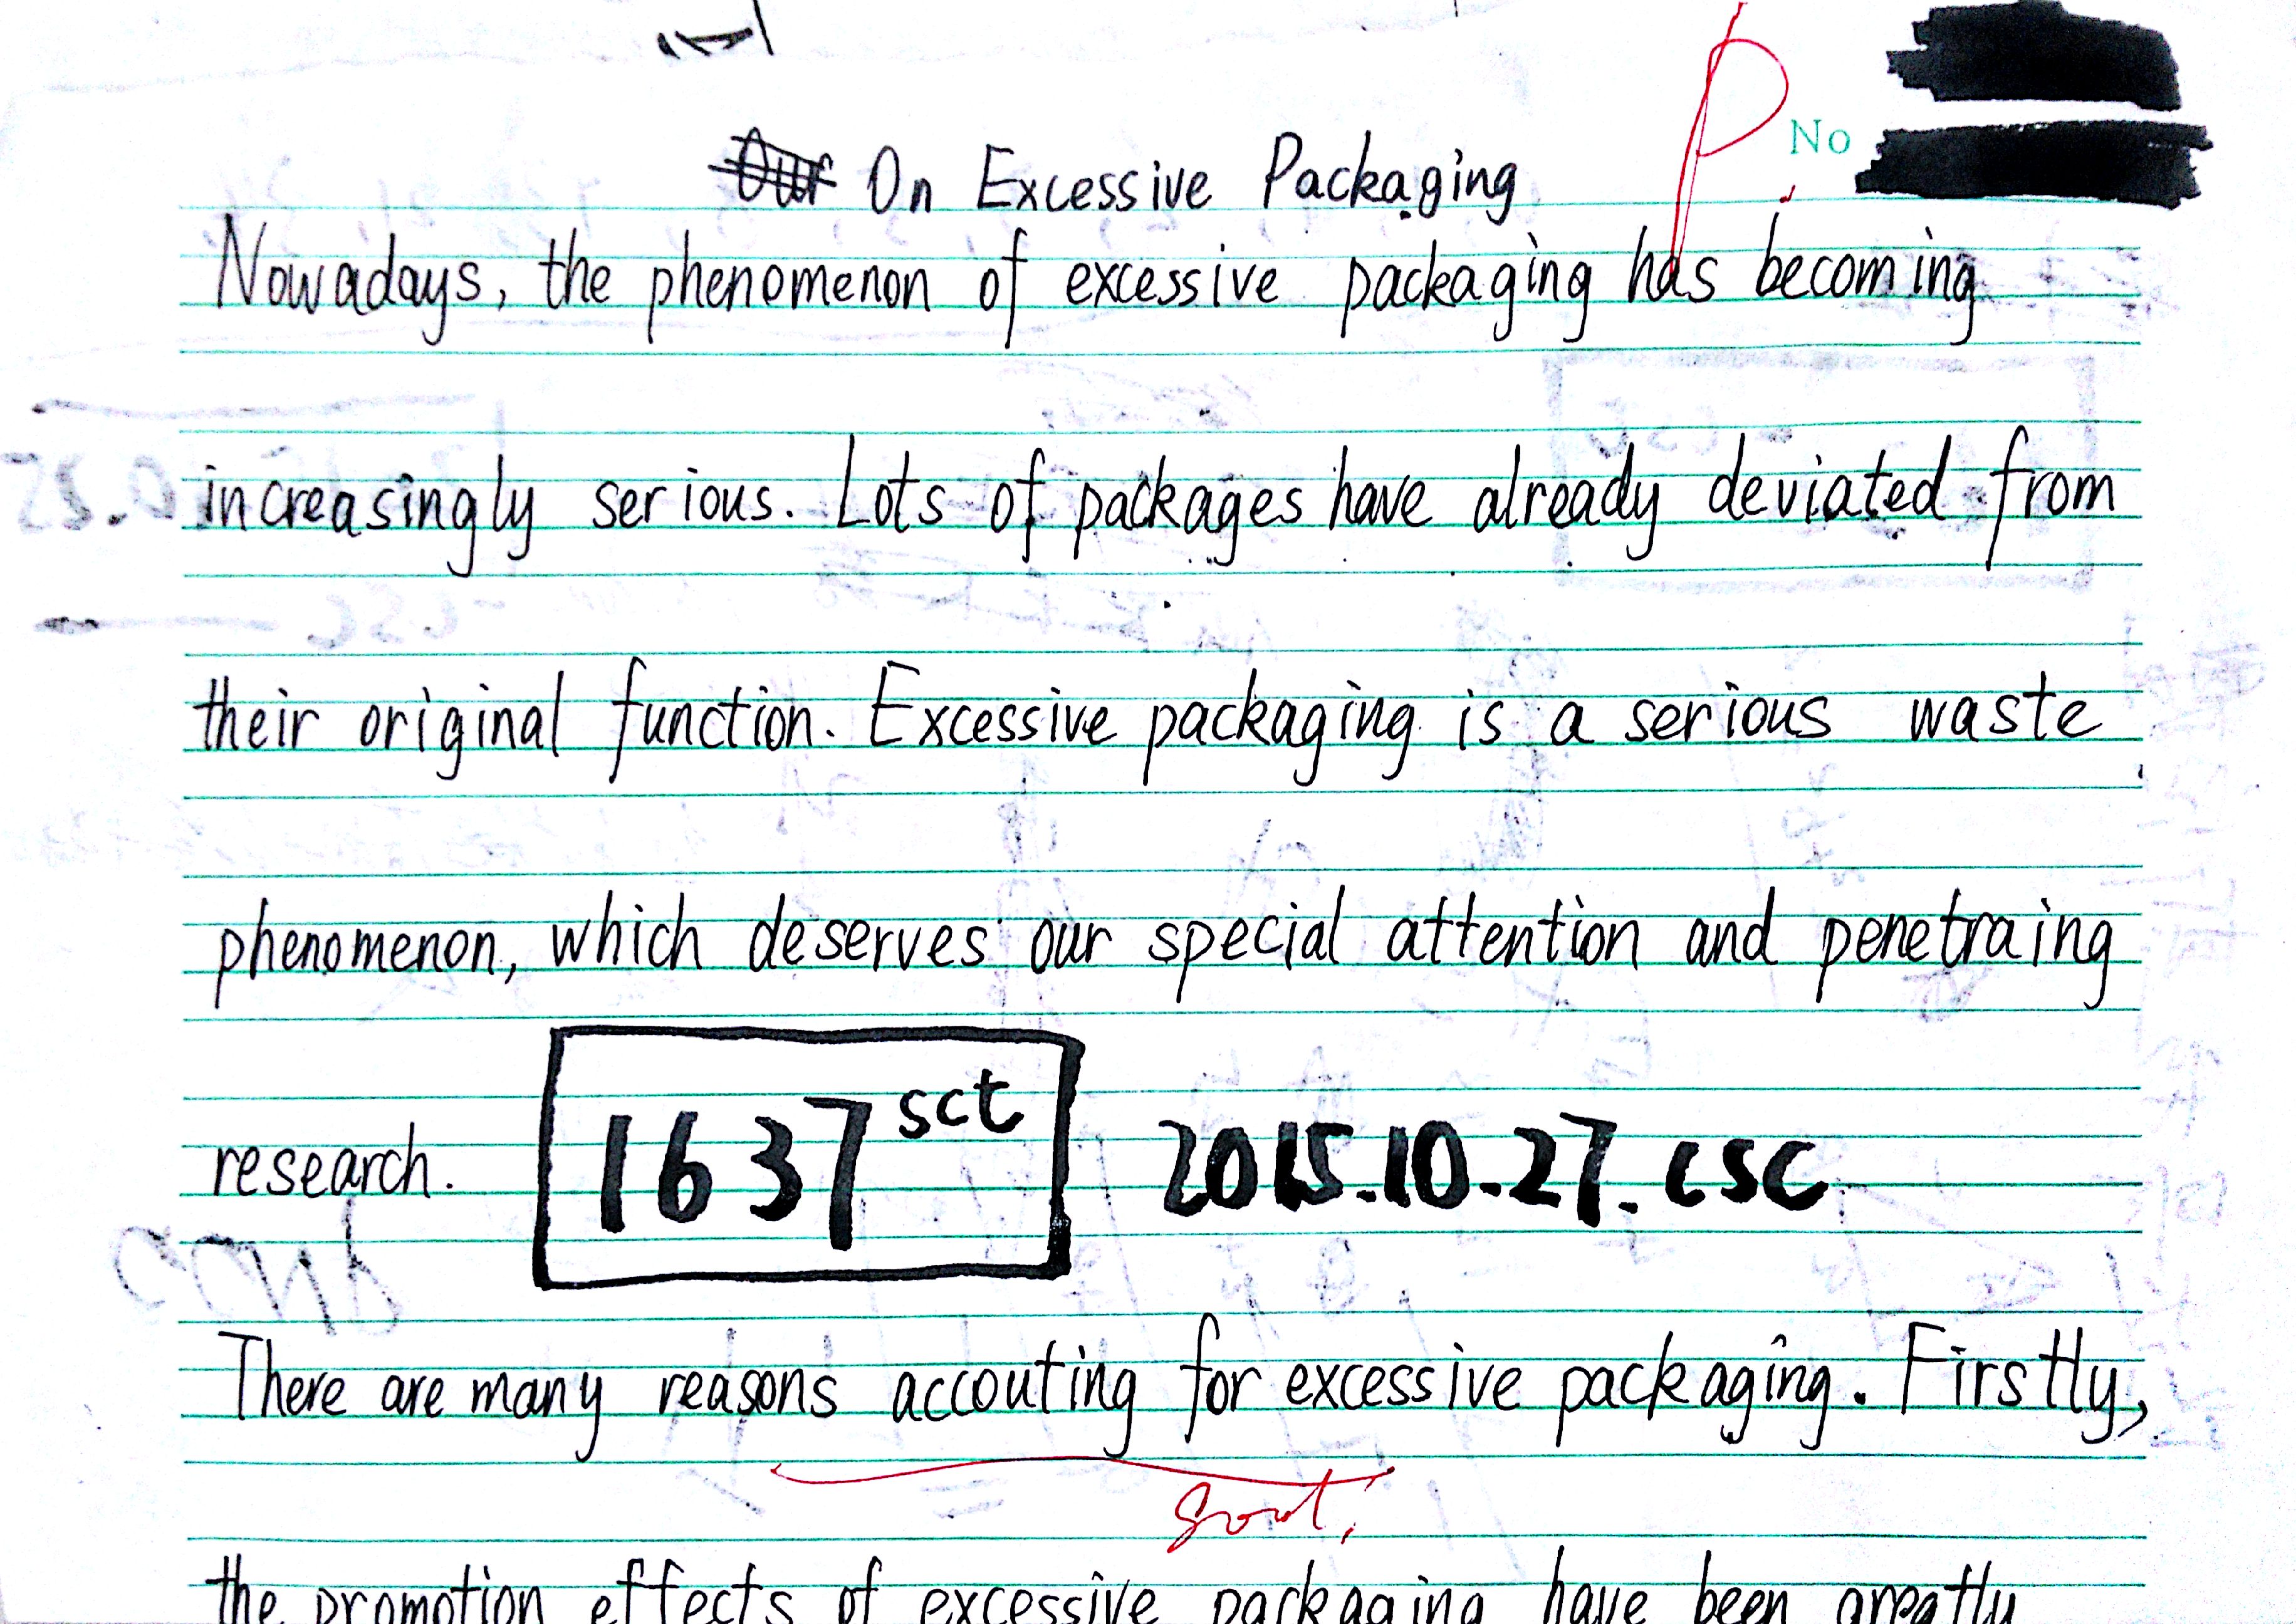 On Excessive Packaging
No
Nowadays, the phenomenon of excessive packaging has becoming
increasingly serious. Lots of packages have already deviated from
their original function. Excessive packaging is a serious waste
phenomenon, which deserves our special attention and penetraing
research. 1637 sct 2015.10.27. CSC
There are many reasons accouting for excessive packaging. Firstly,
good.
the promotion effects of excessive packaging have been greatly